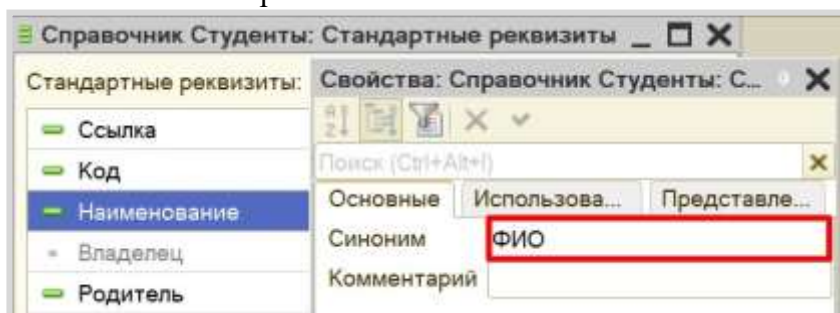 Справочник Студенты: Стандартные реквизиты
Стандартные реквизиты:
Ссылка
Код
Наименование
Владелец
Родитель
Свойства: Справочник Студенты: С...
Поиск (Ctrl+Alt+I)
Основные Использова... Представле...
Синоним ФИО
Комментарий